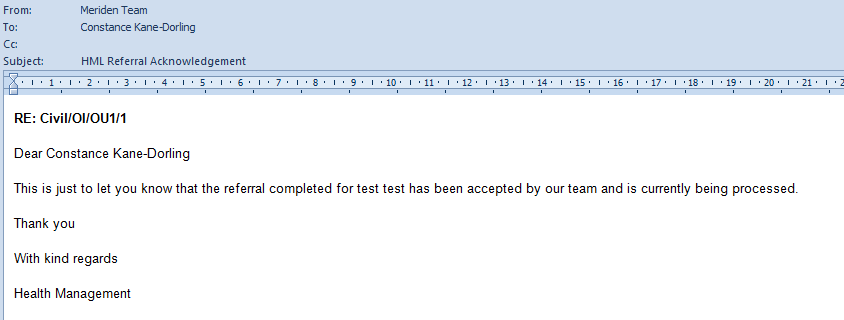 From: Meriden Team
To: Constance Kane-Dorling
Cc:
Subject: HML Referral Acknowledgement
1 2 3 4 5 6 7 8 9 10 11 12 13 14 15 16 17 18 19 20 21
RE: Civil/OI/OU1/1
Dear Constance Kane-Dorling
This is just to let you know that the referral completed for test test has been accepted by our team and is currently being processed.
Thank you
With kind regards
Health Management